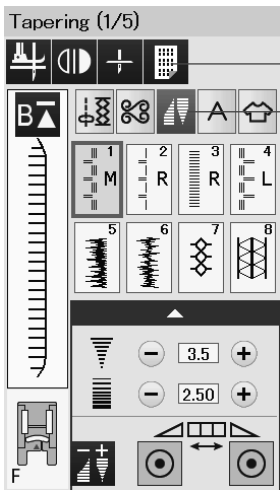 Tapering (1/5)
B
A
1 2 3 4
M R R L
5 6 7 8
− 3.5 +
− 2.50 +
F
− +